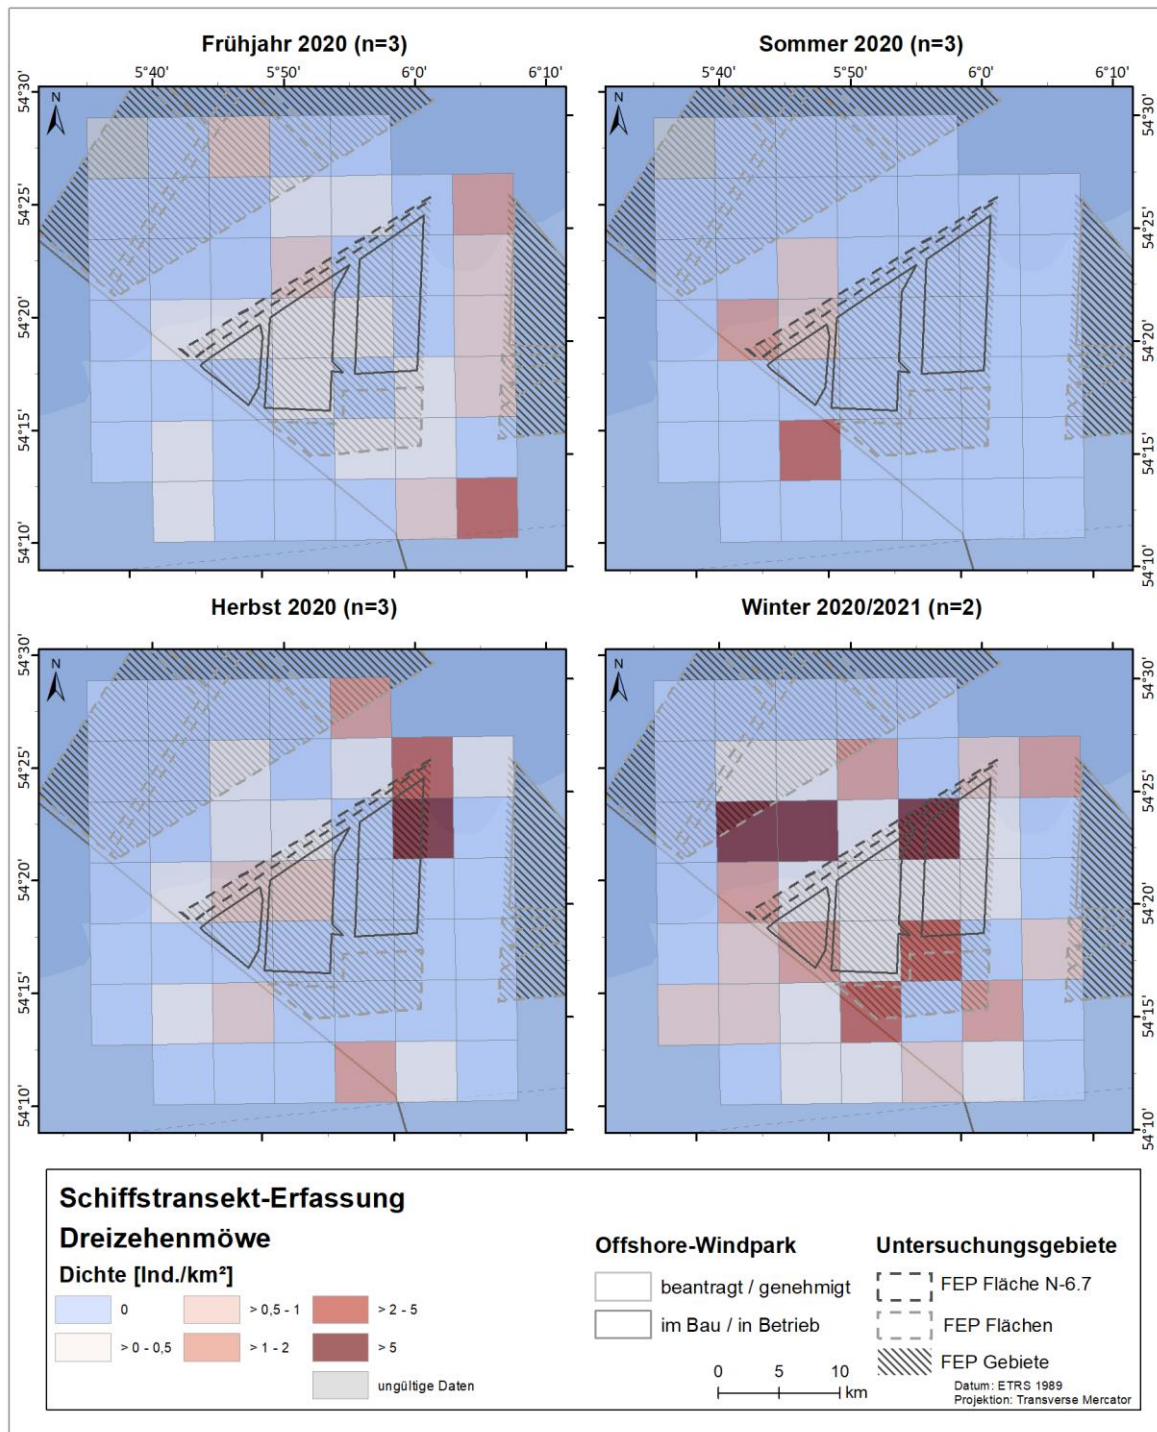 Frühjahr 2020 (n=3)
Sommer 2020 (n=3)
5°40' 5°50' 6°0' 6°10'
5°40' 5°50' 6°0' 6°10'
N
N
54°30'
54°25'
54°20'
54°15'
54°10'
54°30'
54°25'
54°20'
54°15'
54°10'
Herbst 2020 (n=3)
Winter 2020/2021 (n=2)
N
N
54°30'
54°25'
54°20'
54°15'
54°10'
54°30'
54°25'
54°20'
54°15'
54°10'
Schiffstransekt-Erfassung
Dreizehenmöwe
Dichte [Ind./km²]
0
> 0 - 0,5
> 0,5 - 1
> 1 - 2
> 2 - 5
> 5
ungültige Daten
Offshore-Windpark
beantragt / genehmigt
im Bau / in Betrieb
0 5 10
km
Untersuchungsgebiete
FEP Fläche N-6.7
FEP Flächen
FEP Gebiete
Datum: ETRS 1989
Projektion: Transverse Mercator